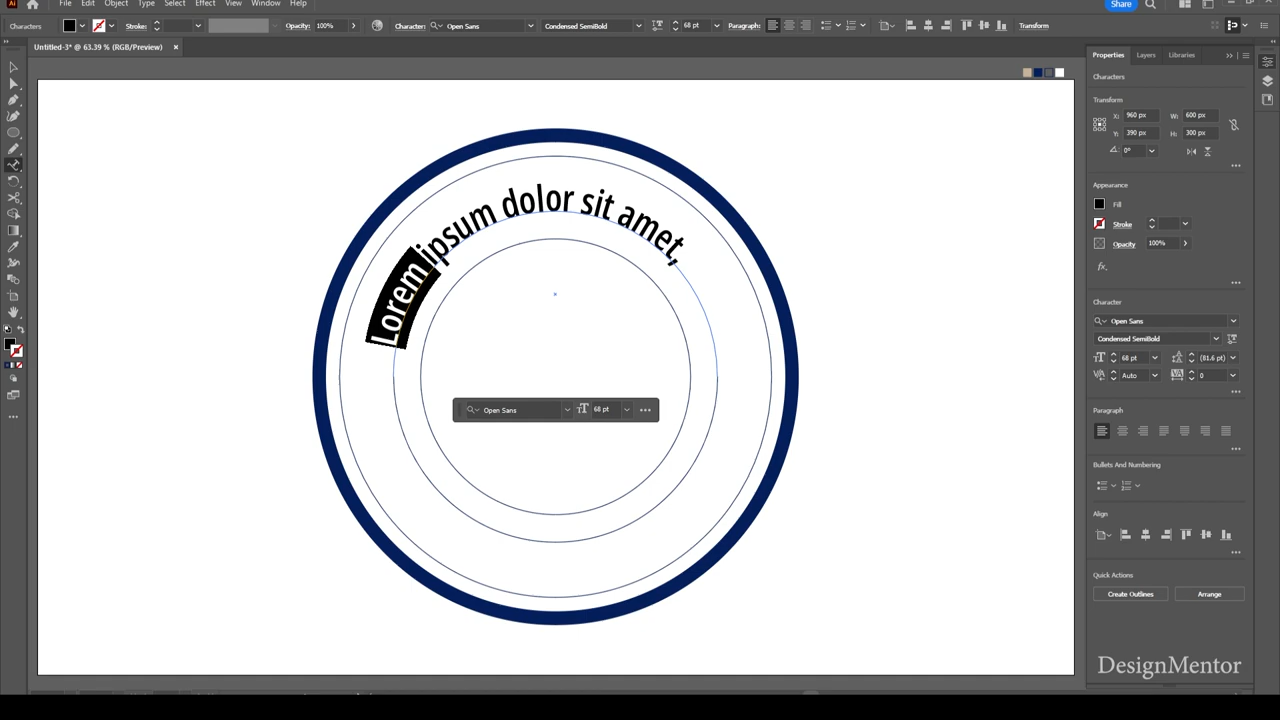 Ai File Edit Object Type Select Effect View Window Help Share
Characters Stroke: Opacity: 100% Character: Open Sans Condensed SemiBold 68 pt Paragraph: Transform
Untitled-3* @ 63.39 % (RGB/Preview) ×
Properties Layers Libraries
Characters
Transform
X: 960 px W: 600 px
Y: 390 px H: 300 px
0°
Appearance
Fill
Stroke
Opacity 100%
fx.
Character
Open Sans
Condensed SemiBold
68 pt (81.6 pt)
Auto 0
Paragraph
Bullets And Numbering
Align
Quick Actions
Create Outlines Arrange
Lorem ipsum dolor sit amet,
Open Sans 68 pt
DesignMentor